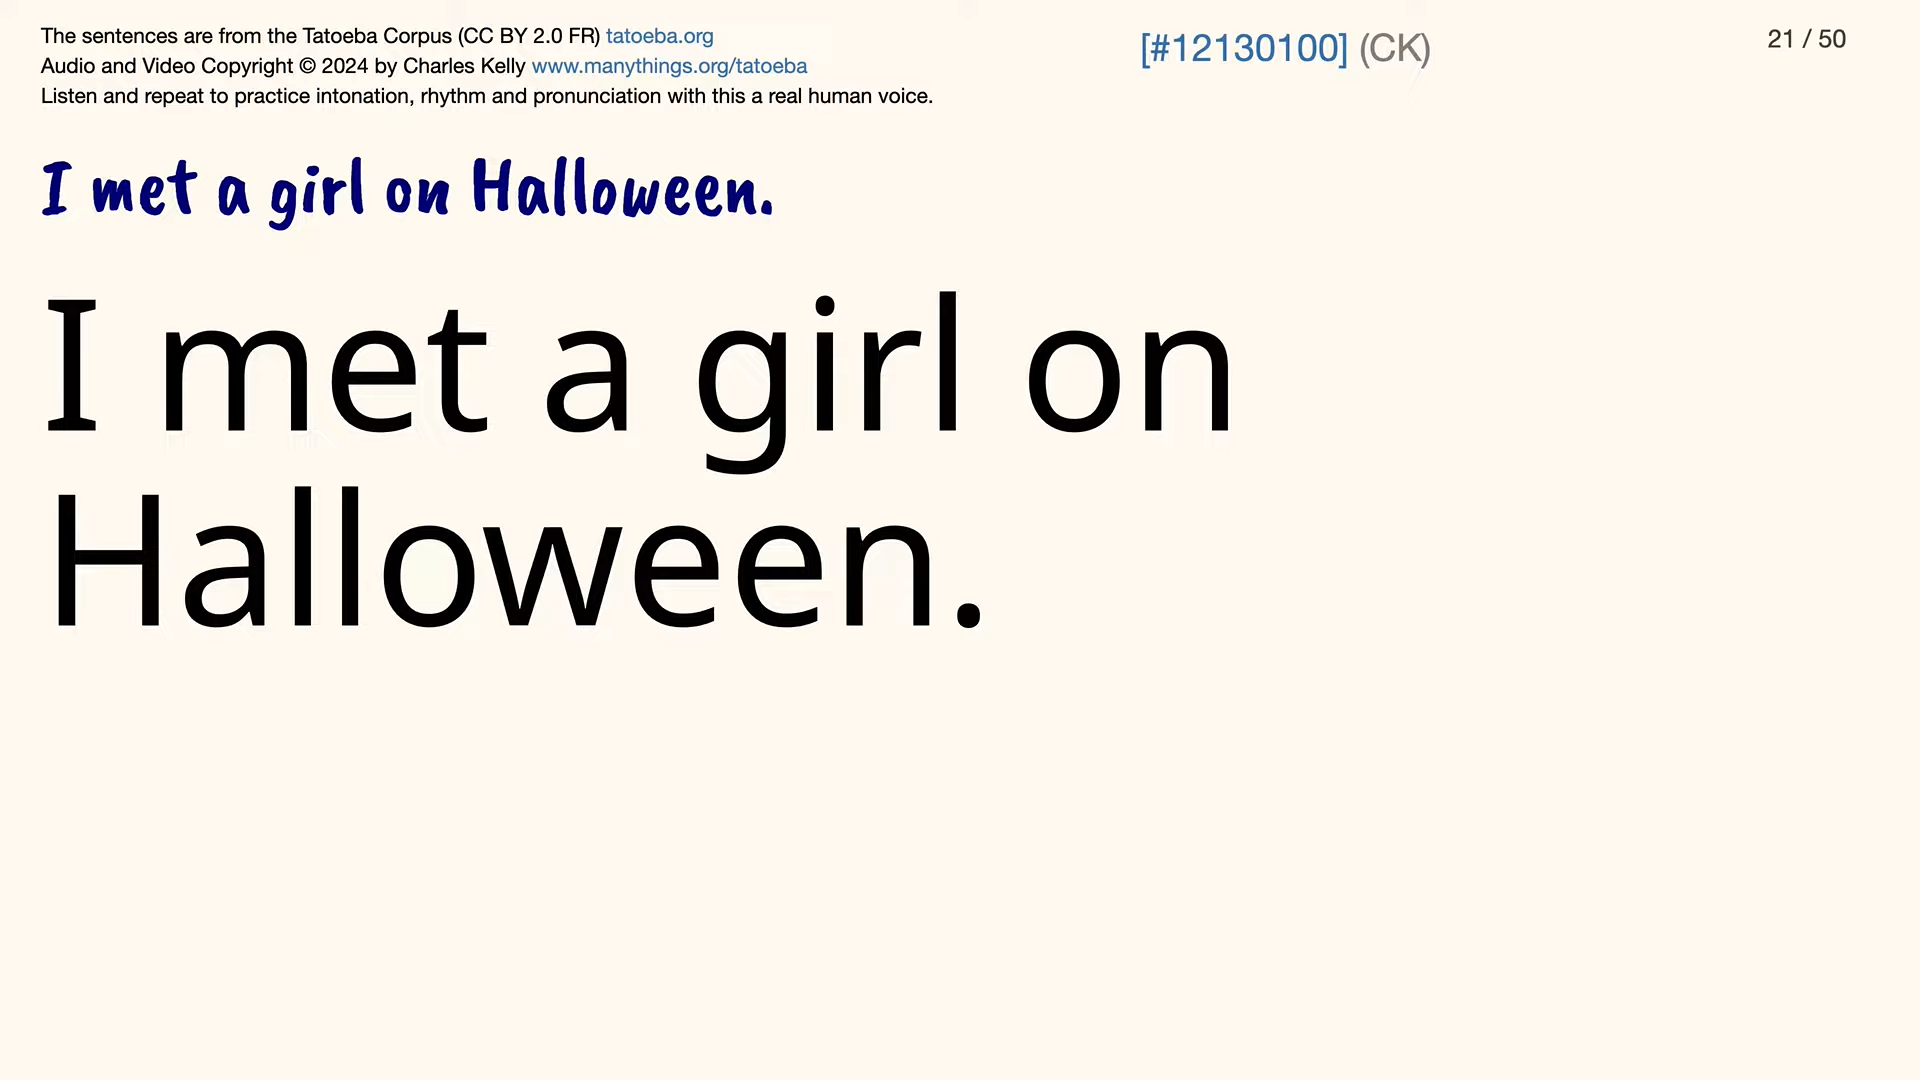 The sentences are from the Tatoeba Corpus (CC BY 2.0 FR) tatoeba.org
Audio and Video Copyright © 2024 by Charles Kelly www.manythings.org/tatoeba
Listen and repeat to practice intonation, rhythm and pronunciation with this a real human voice.
[#12130100] (CK)
21 / 50
I met a girl on Halloween.
I met a girl on
Halloween.